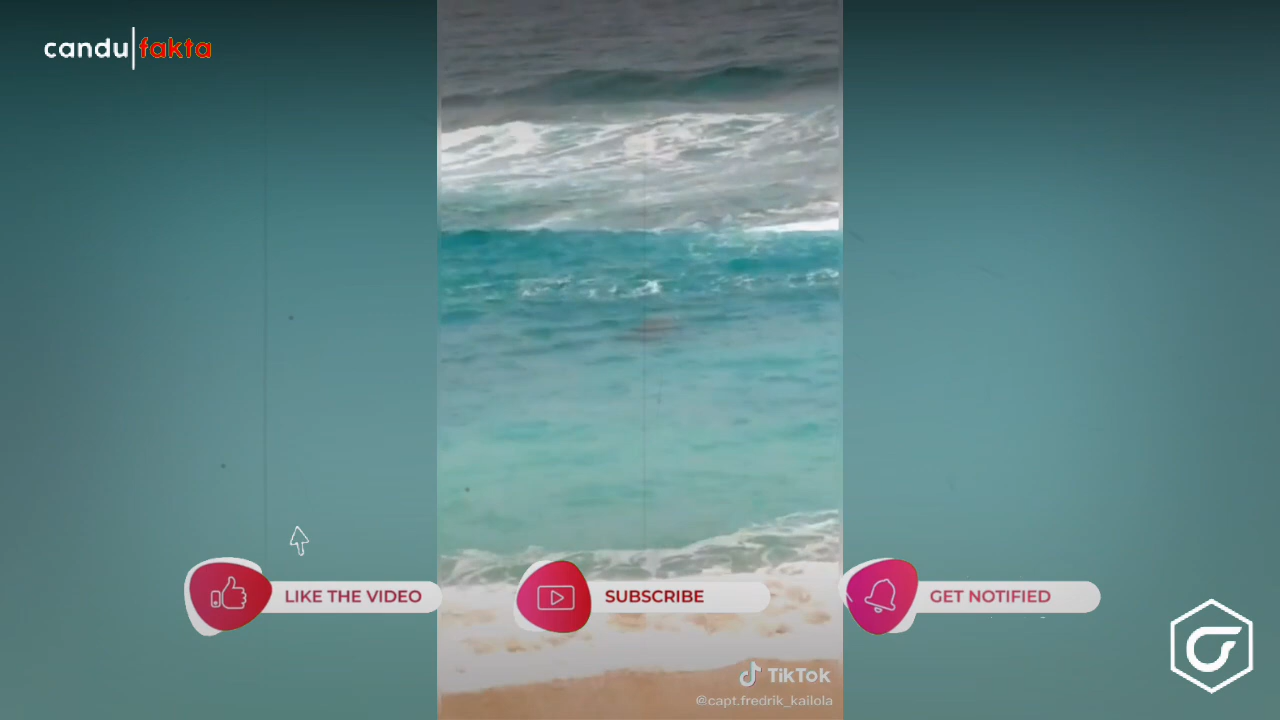 candu|fakta
LIKE THE VIDEO
SUBSCRIBE
GET NOTIFIED
TikTok
@capt.fredrik_kailola